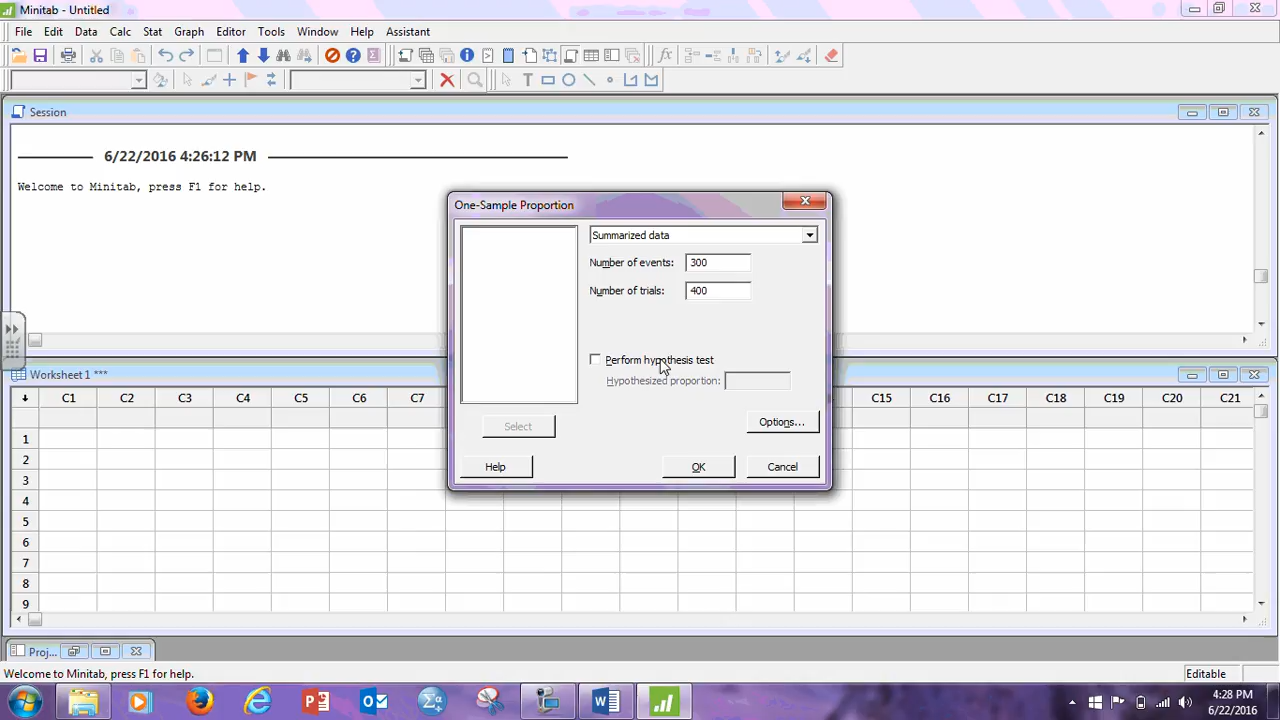 Minitab - Untitled
File Edit Data Calc Stat Graph Editor Tools Window Help Assistant
Session
6/22/2016 4:26:12 PM
Welcome to Minitab, press F1 for help.
One-Sample Proportion
Summarized data
Number of events: 300
Number of trials: 400
Perform hypothesis test
Hypothesized proportion:
Select
Options...
Help
OK
Cancel
Worksheet 1 ***
C1 C2 C3 C4 C5 C6 C7 C15 C16 C17 C18 C19 C20 C21
1
2
3
4
5
6
7
8
9
Proj...
Welcome to Minitab, press F1 for help.
Editable
4:28 PM
6/22/2016